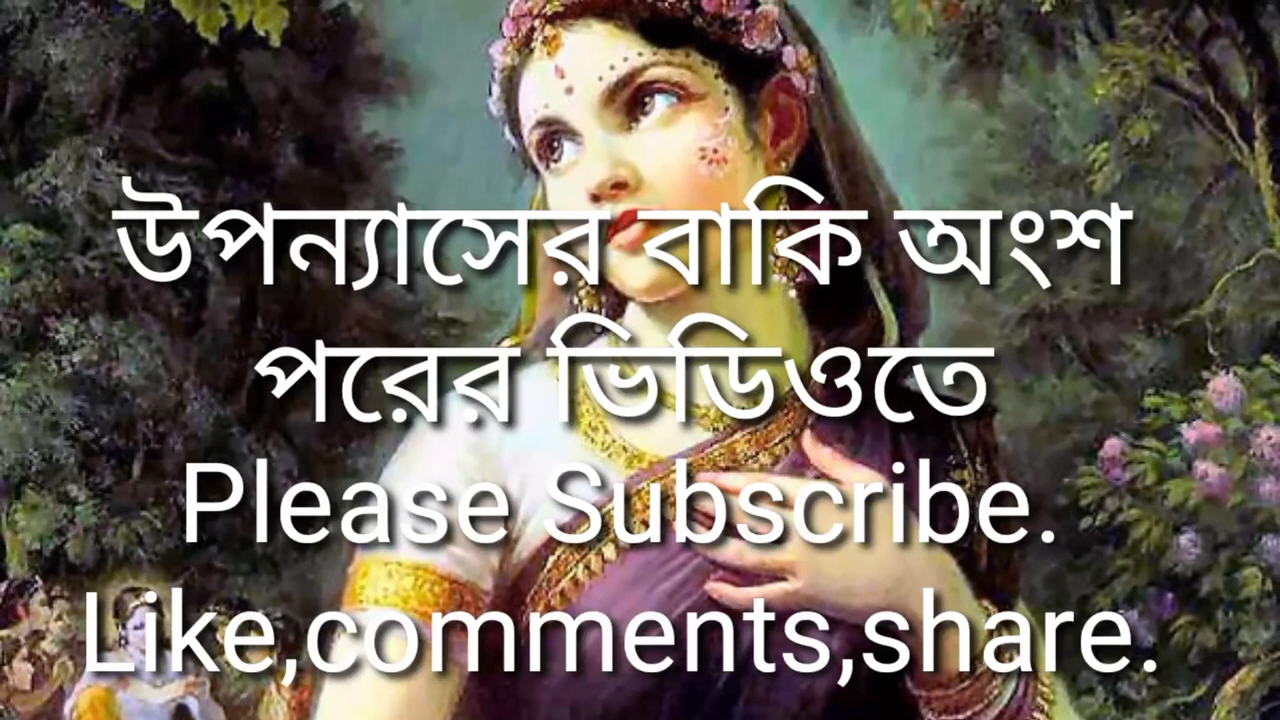 উপন্যাসের বাকি অংশ
পরের ভিডিওতে
Please Subscribe.
Like,comments,share.